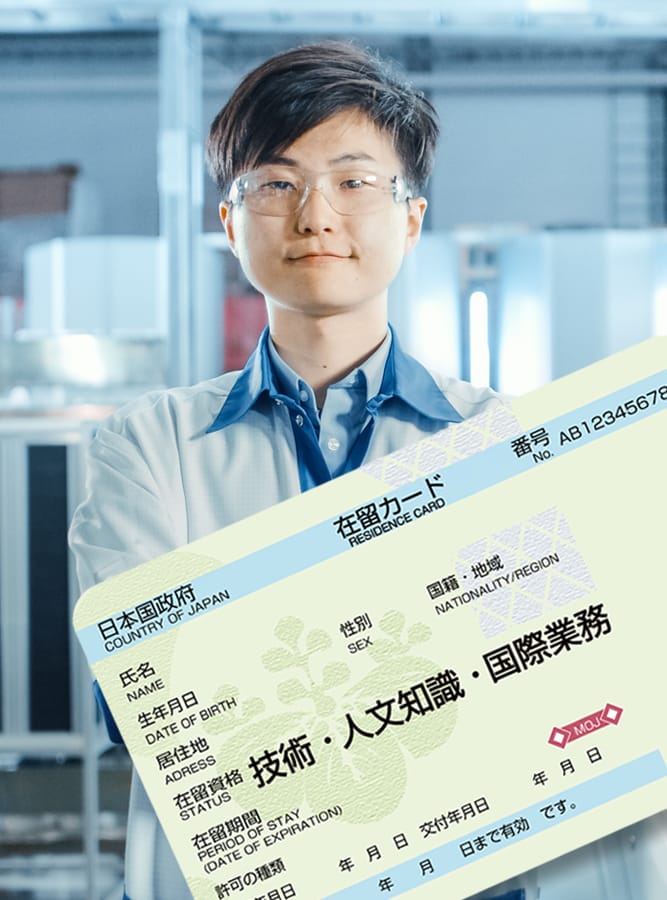 番号
No. AB12345678
在留カード
RESIDENCE CARD
日本国政府
COUNTRY OF JAPAN
氏名
NAME
性別
SEX
国籍・地域
NATIONALITY/REGION
生年月日
DATE OF BIRTH
居住地
ADRESS
在留資格
STATUS
技術・人文知識・国際業務
MOJ
在留期間
PERIOD OF STAY
(DATE OF EXPIRATION)
年 月 日
許可の種類
年 月 日 交付年月日
年月日
年 月 日まで有効 です。